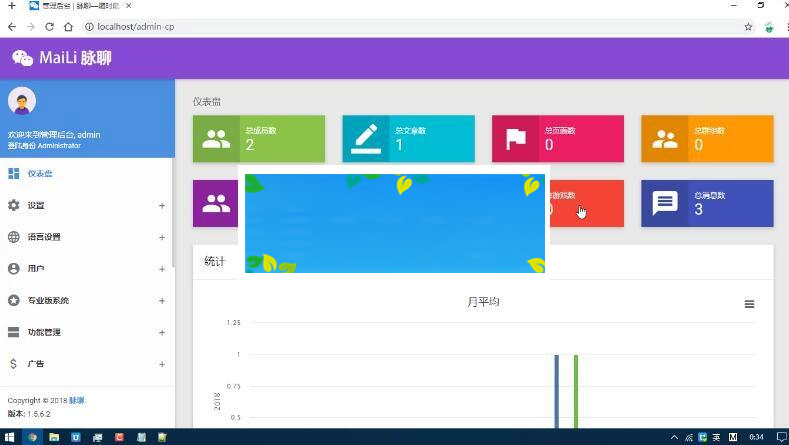 管理后台 | 脉聊—随时随
localhost/admin-cp
MaiLi 脉聊
欢迎来到管理后台, admin
登陆身份 Administrator
仪表盘
设置
语言设置
用户
专业版系统
功能管理
广告
Copyright © 2018 脉聊.
版本: 1.5.6.2
仪表盘
总成员数
2
总文章数
1
总页面数
0
总群组数
0
游戏数
0
总消息数
3
统计
月平均
1.25
1
0.75
0.5
2018
英
M
0:34